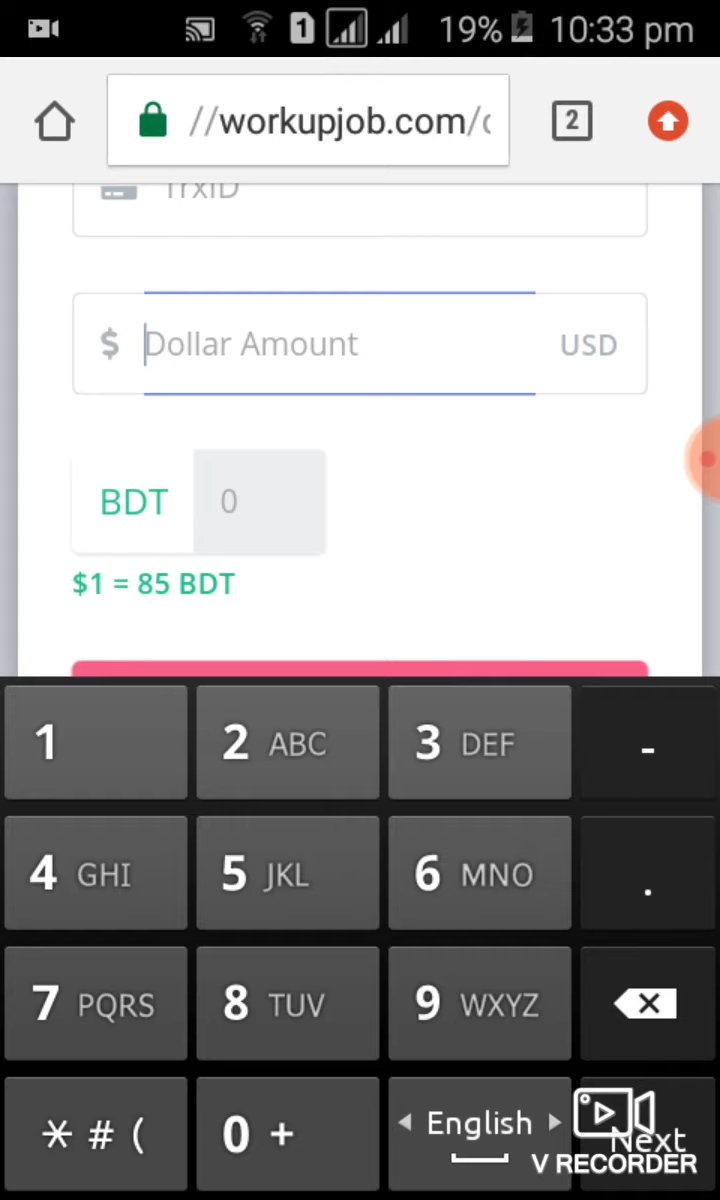 1 19% 10:33 pm
//workupjob.com/c
2
TrxID
$ Dollar Amount USD
BDT 0
$1 = 85 BDT
1 2 ABC 3 DEF -
4 GHI 5 JKL 6 MNO .
7 PQRS 8 TUV 9 WXYZ
* # ( 0 + English Next
V RECORDER